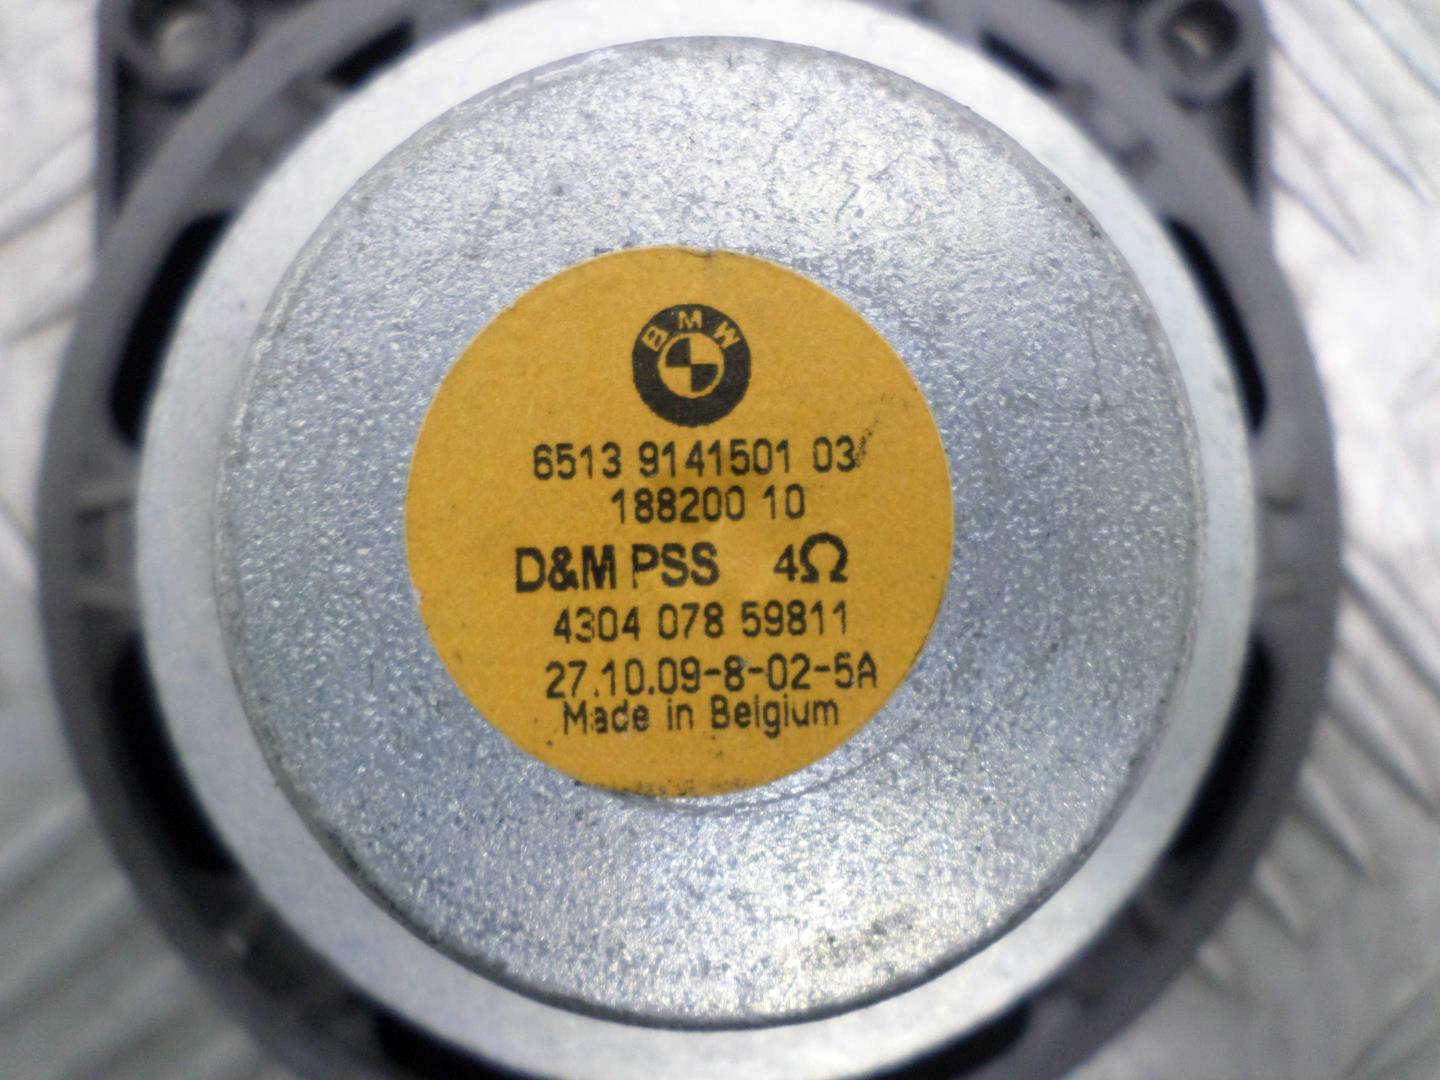 BMW
6513 9141501 03
188200 10
D&M PSS 4Ω
4304 078 59811
27.10.09-8-02-5A
Made in Belgium